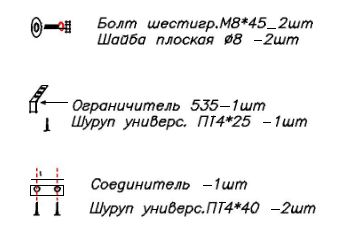 Болт шестигр.М8*45_2шт
Шайба плоская Ø8 -2шт
Ограничитель 535-1шт
Шуруп универс. ПТ4*25 -1шт
Соединитель -1шт
Шуруп универс.ПТ4*40 -2шт